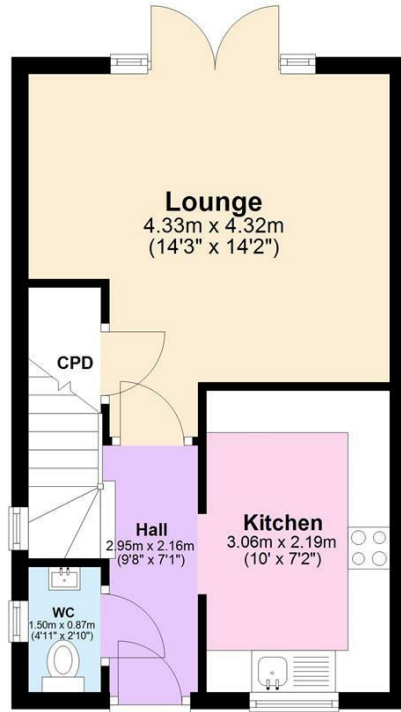 Lounge
4.33m x 4.32m
(14'3" x 14'2")
CPD
Hall
2.95m x 2.16m
(9'8" x 7'1")
Kitchen
3.06m x 2.19m
(10' x 7'2")
WC
1.50m x 0.87m
(4'11" x 2'10")